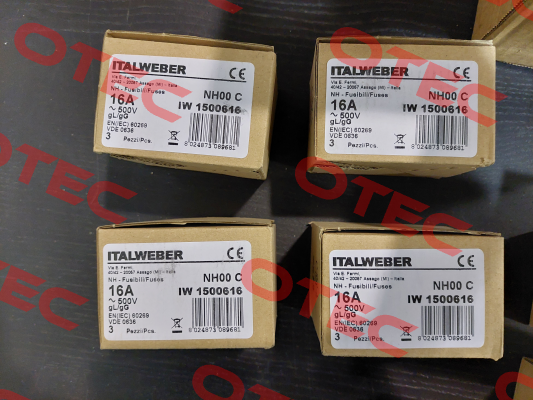 ITALWEBER CE
Via E. Fermi,
40/42 - 20057 Assago (MI) - Italia
NH - Fusibili/Fuses NH00 C
16A IW 1500616
~ 500V
gL/gG
EN(IEC) 60269
VDE 0636
3 Pezzi/Pcs. 8 024873 089681
ITALWEBER CE
Via E. Fermi,
40/42 - 20057 Assago (MI) - Italia
NH - Fusibili/Fuses NH00 C
16A IW 1500616
~ 500V
gL/gG
EN(IEC) 60269
VDE 0636
3 Pezzi/Pcs. 8 024873 089681
ITALWEBER CE
Via E. Fermi,
40/42 - 20057 Assago (MI) - Italia
NH - Fusibili/Fuses NH00 C
16A IW 1500616
~ 500V
gL/gG
EN(IEC) 60269
VDE 0636
3 Pezzi/Pcs. 8 024873 089681
ITALWEBER CE
Via E. Fermi,
40/42 - 20057 Assago (MI) - Italia
NH - Fusibili/Fuses NH00 C
16A IW 1500616
~ 500V
gL/gG
EN(IEC) 60269
VDE 0636
3 Pezzi/Pcs. 8 024873 089681
OTEC
OTEC
OTEC
OTEC